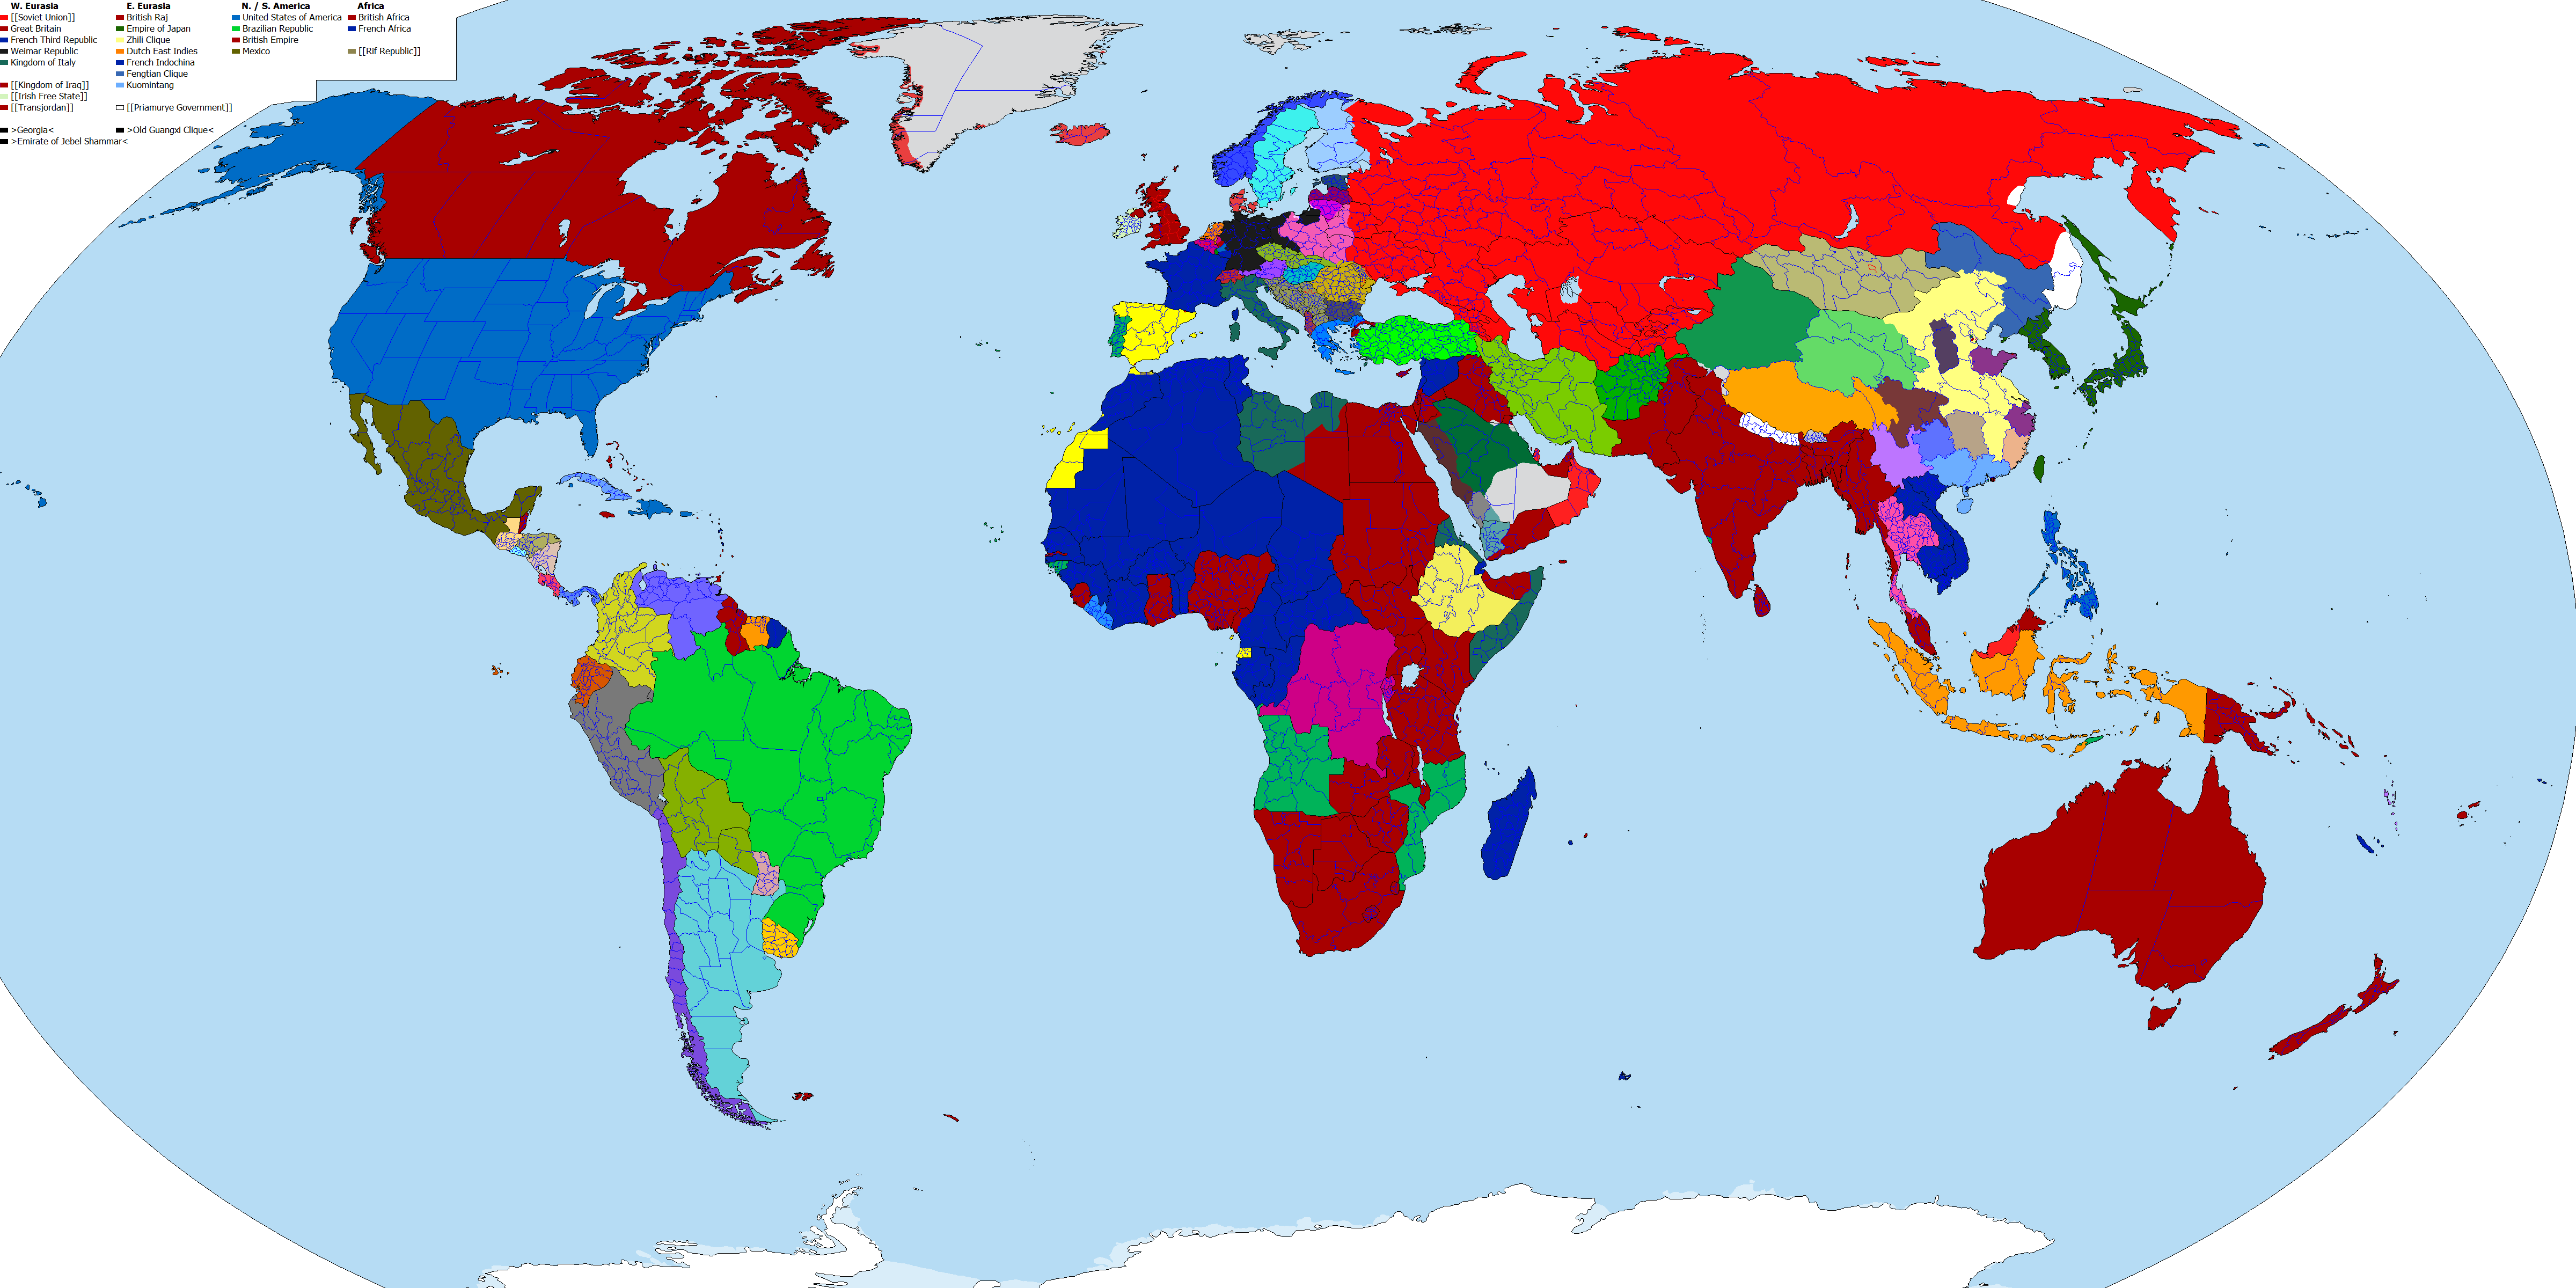 W. Eurasia E. Eurasia N. / S. America Africa
[[Soviet Union]] British Raj United States of America British Africa
Great Britain Empire of Japan Brazilian Republic French Africa
French Third Republic Zhili Clique British Empire
Weimar Republic Dutch East Indies Mexico [[Rif Republic]]
Kingdom of Italy French Indochina
Fengtian Clique
[[Kingdom of Iraq]] Kuomintang
[[Irish Free State]]
[[Transjordan]] [[Priamurye Government]]
>Georgia< >Old Guangxi Clique<
>Emirate of Jebel Shammar<